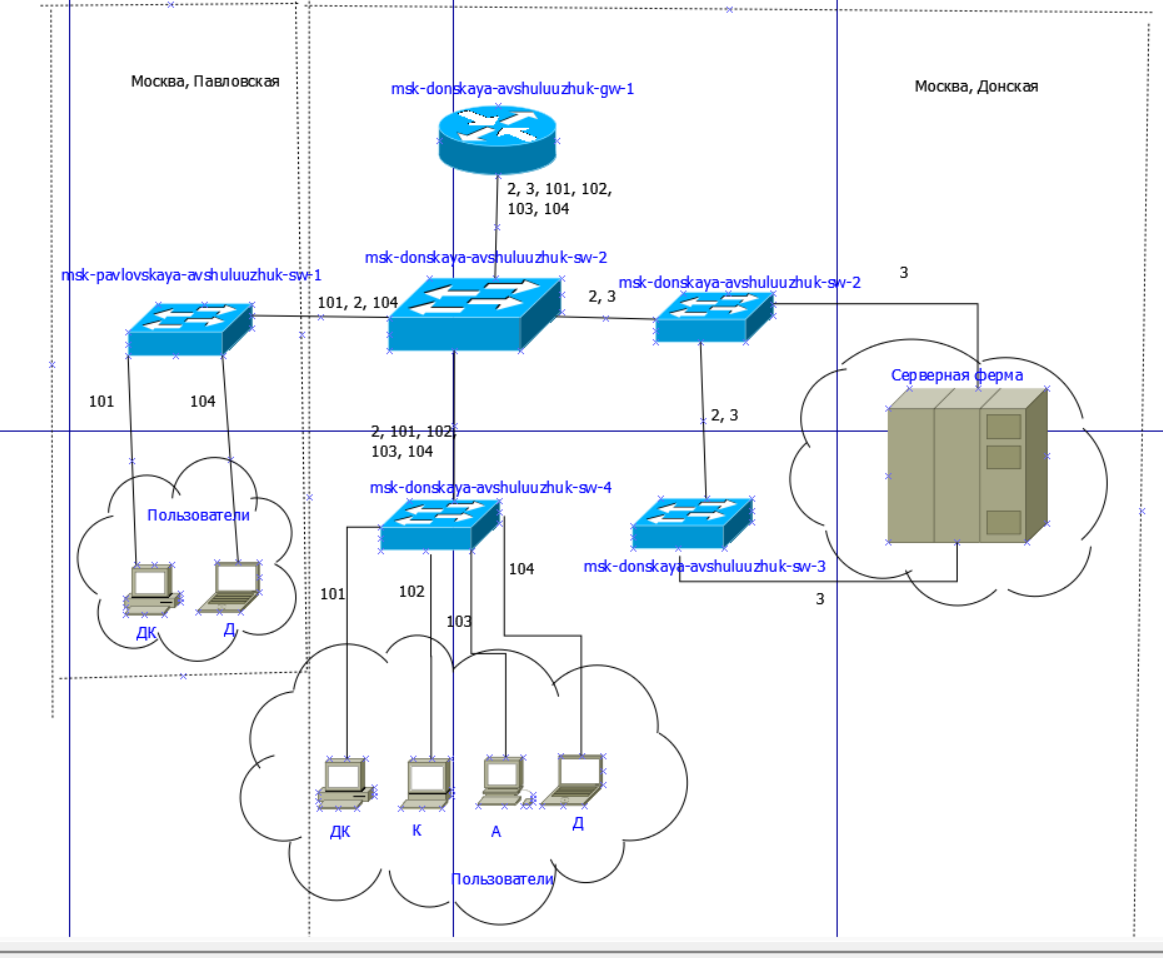 Москва, Павловская
msk-donskaya-avshuluuzhuk-gw-1
Москва, Донская
2, 3, 101, 102,
103, 104
msk-donskaya-avshuluuzhuk-sw-2
msk-pavlovskaya-avshuluuzhuk-sw-1
msk-donskaya-avshuluuzhuk-sw-2
3
101, 2, 104
2, 3
Серверная ферма
101
104
2, 3
2, 101, 102,
103, 104
msk-donskaya-avshuluuzhuk-sw-4
Пользователи
msk-donskaya-avshuluuzhuk-sw-3
104
101
102
3
103
ДК
Д
ДК
К
А
Д
Пользователи